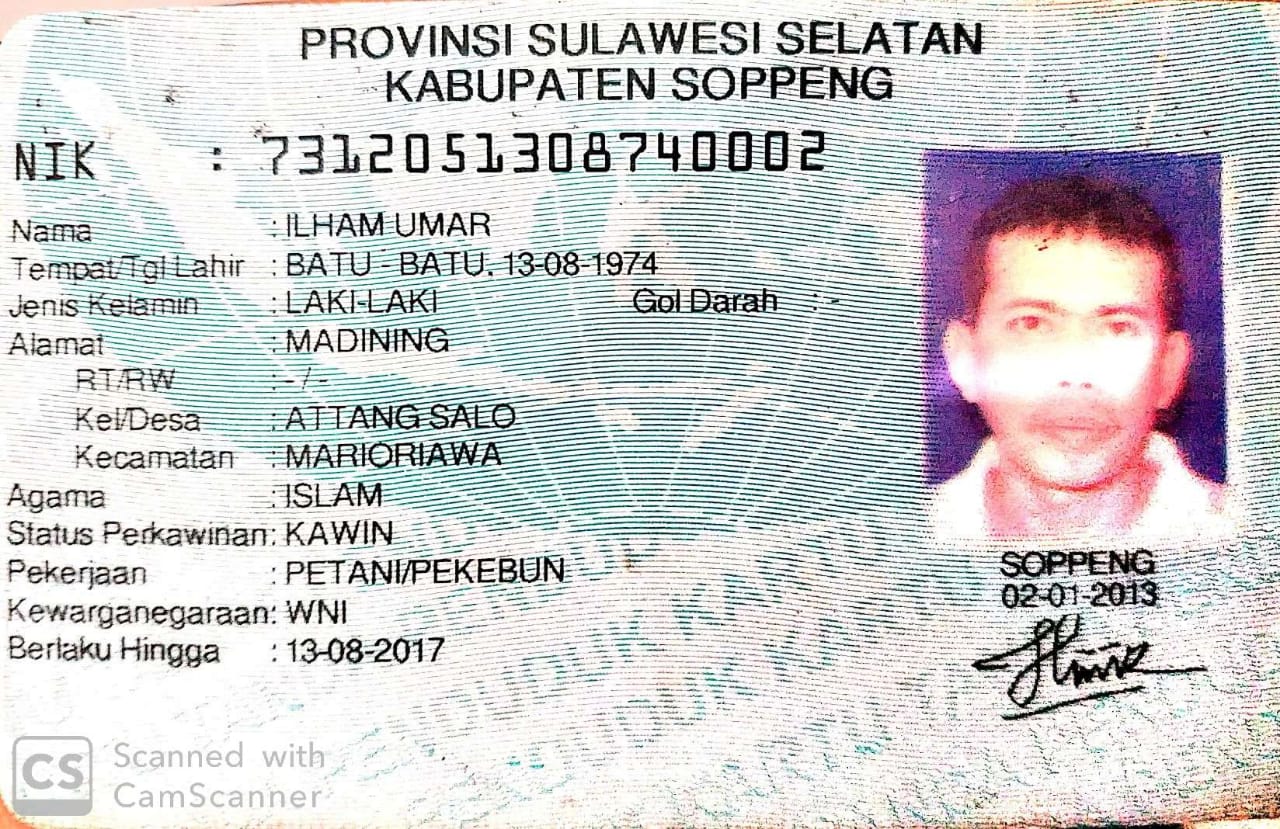 PROVINSI SULAWESI SELATAN
KABUPATEN SOPPENG
NIK : 7312051308740002
Nama : ILHAM UMAR
Tempat/Tgl Lahir : BATU - BATU, 13-08-1974
Jenis Kelamin : LAKI-LAKI Gol Darah : -
Alamat : MADINING
RT/RW : - / -
Kel/Desa : ATTANG SALO
Kecamatan : MARIORIAWA
Agama : ISLAM
Status Perkawinan: KAWIN
Pekerjaan : PETANI/PEKEBUN
Kewarganegaraan: WNI
Berlaku Hingga : 13-08-2017
SOPPENG
02-01-2013
CS Scanned with
CamScanner